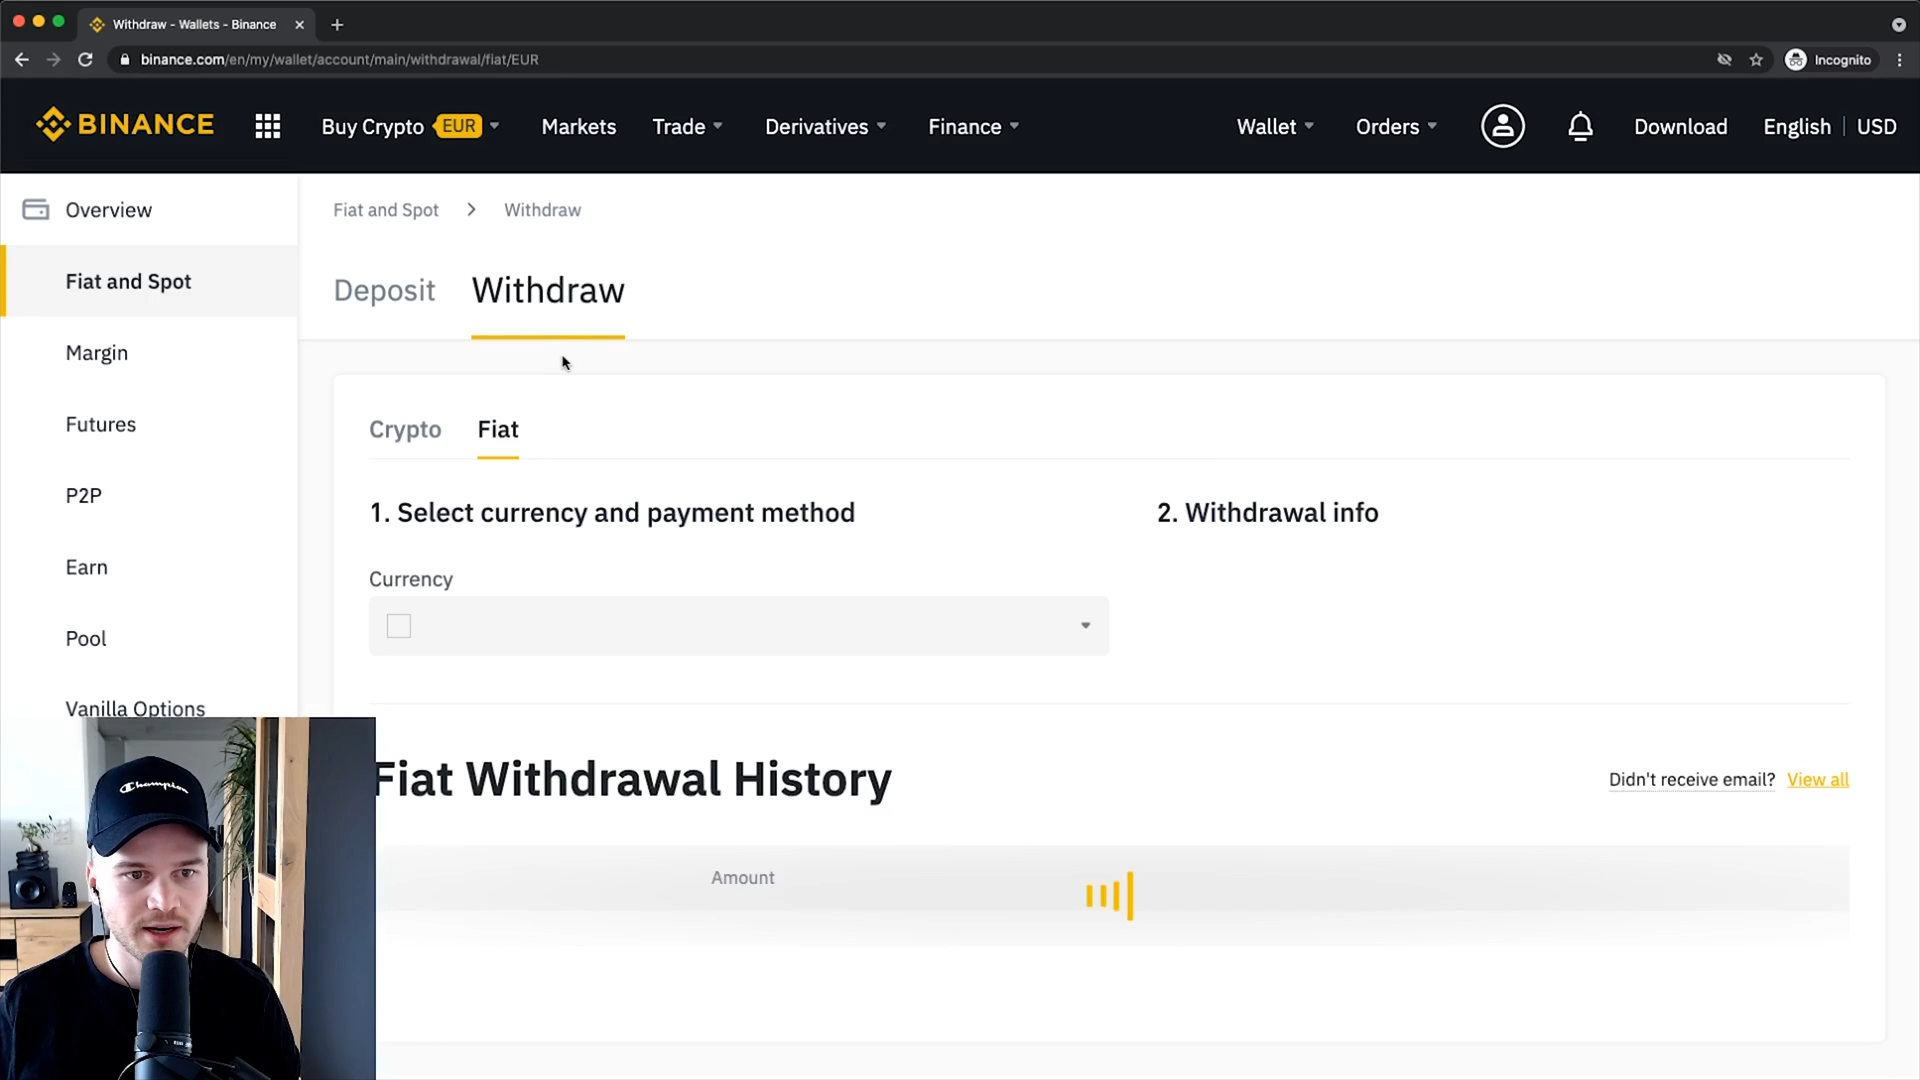 Withdraw - Wallets - Binance
binance.com/en/my/wallet/account/main/withdrawal/fiat/EUR
Incognito
BINANCE
Buy Crypto EUR
Markets
Trade
Derivatives
Finance
Wallet
Orders
Download
English
USD
Overview
Fiat and Spot
Margin
Futures
P2P
Earn
Pool
Vanilla Options
Fiat and Spot > Withdraw
Deposit
Withdraw
Crypto
Fiat
1. Select currency and payment method
Currency
2. Withdrawal info
Fiat Withdrawal History
Didn't receive email? View all
Amount
Champion